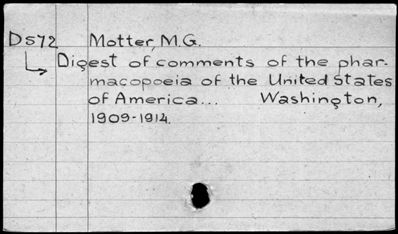 D572 Motter, M.G.
Digest of comments of the phar-
macopoeia of the United States
of America... Washington,
1909-1914.